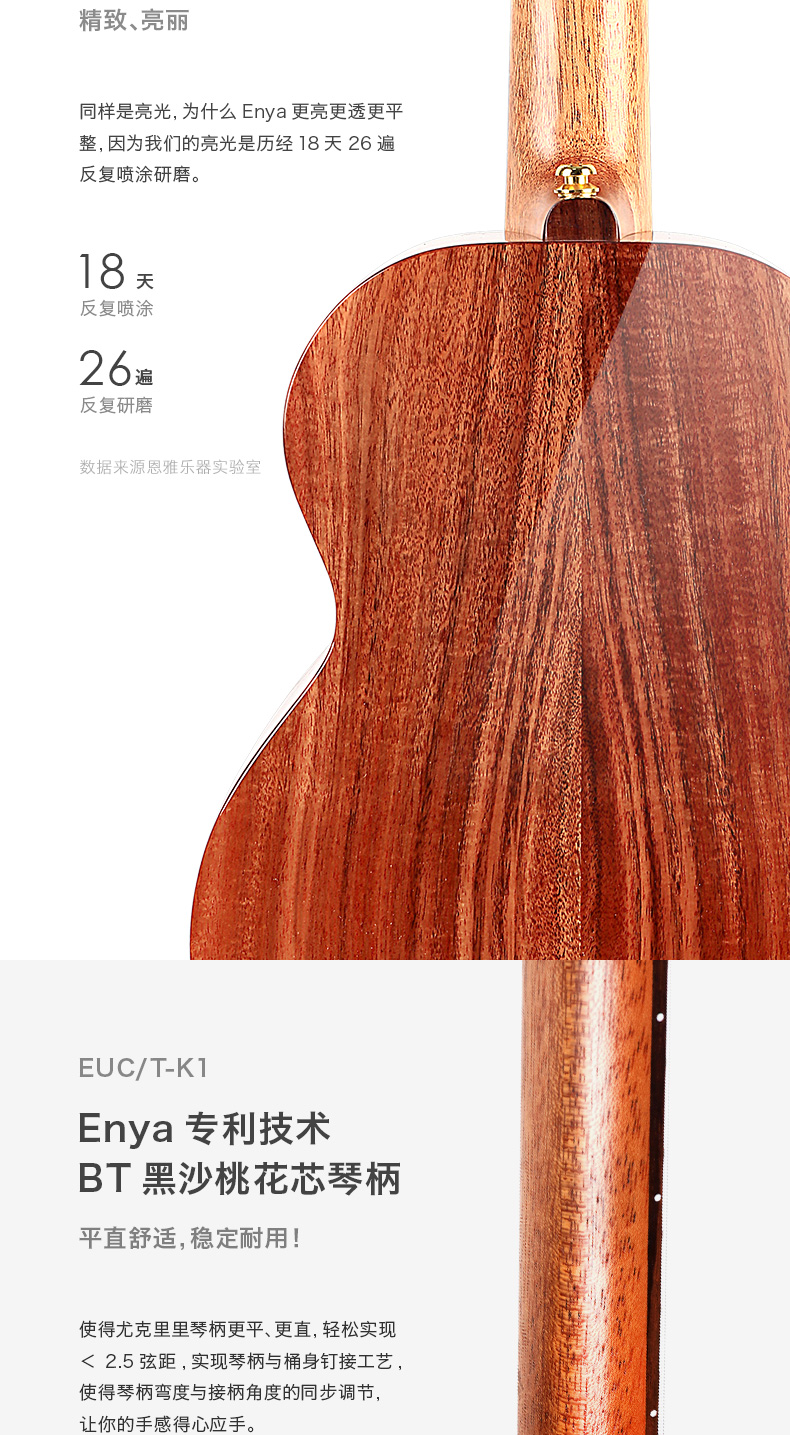 精致、亮丽
同样是亮光, 为什么 Enya 更亮更透更平
整, 因为我们的亮光是历经 18 天 26 遍
反复喷涂研磨。
18 天
反复喷涂
26遍
反复研磨
数据来源恩雅乐器实验室
EUC/T-K1
Enya 专利技术
BT 黑沙桃花芯琴柄
平直舒适, 稳定耐用!
使得尤克里里琴柄更平、更直, 轻松实现
< 2.5 弦距 , 实现琴柄与桶身钉接工艺 ,
使得琴柄弯度与接柄角度的同步调节,
让你的手感得心应手。